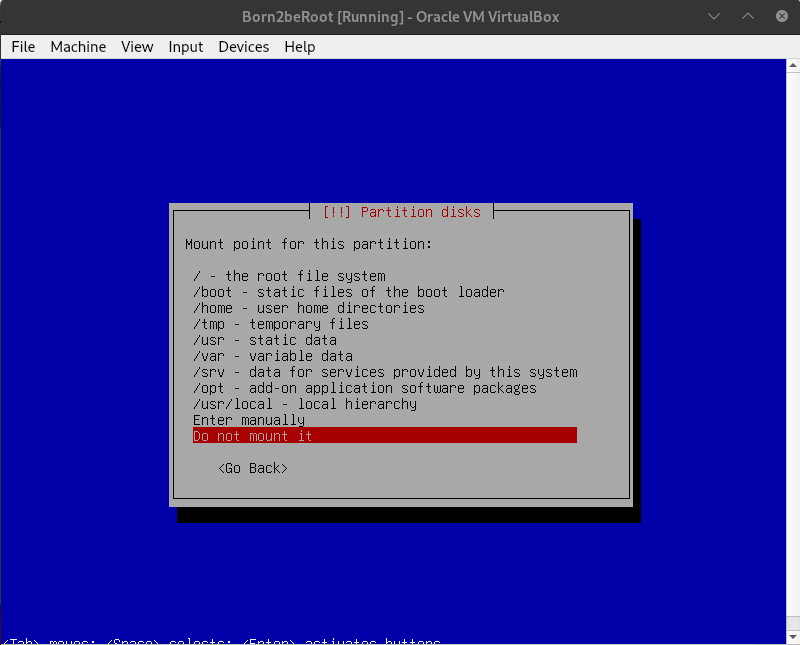 Born2beRoot [Running] - Oracle VM VirtualBox
File Machine View Input Devices Help
[!!] Partition disks
Mount point for this partition:
/ - the root file system
/boot - static files of the boot loader
/home - user home directories
/tmp - temporary files
/usr - static data
/var - variable data
/srv - data for services provided by this system
/opt - add-on application software packages
/usr/local - local hierarchy
Enter manually
Do not mount it
<Go Back>
<Tab> moves; <Space> selects; <Enter> activates buttons